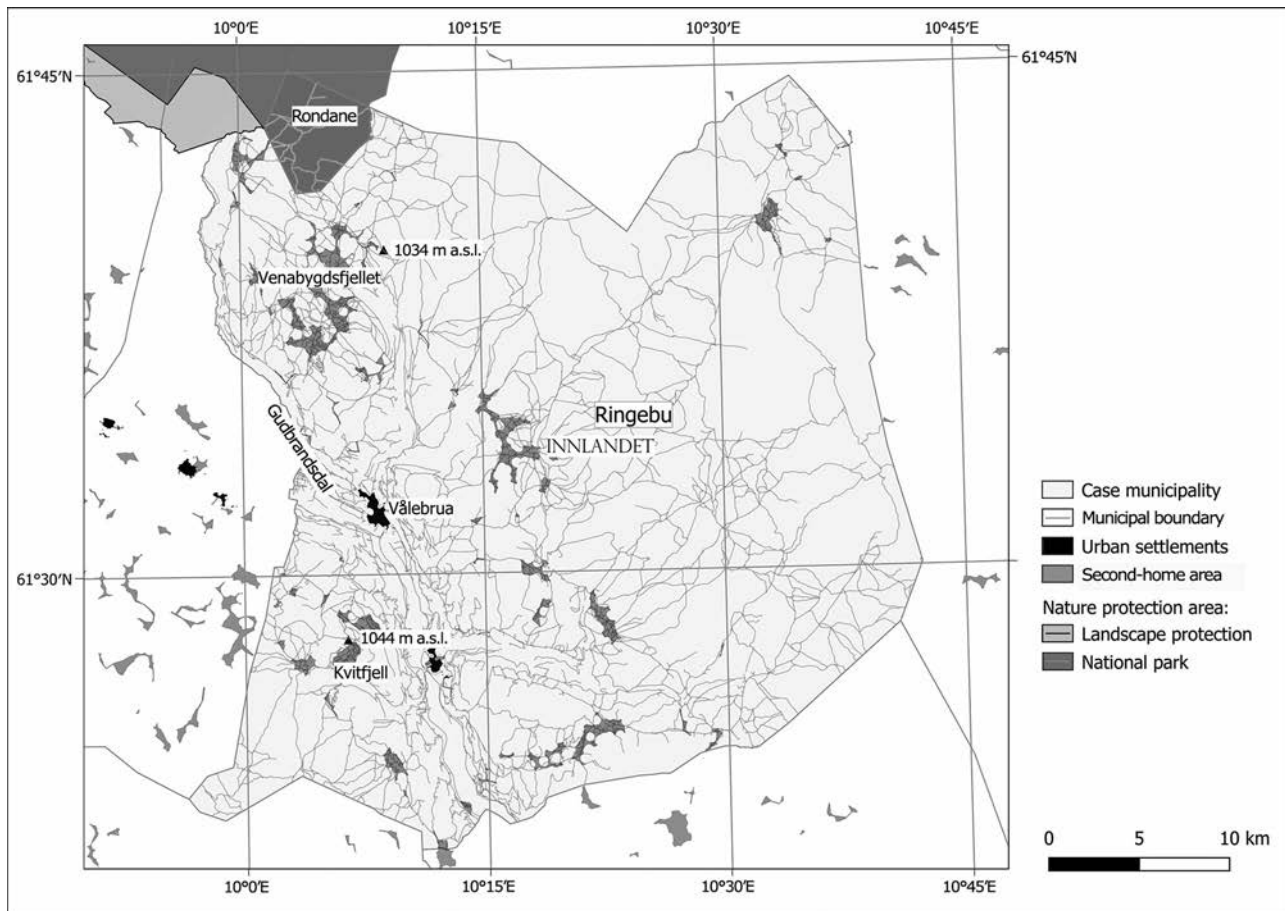 10°0′E
10°15′E
10°30′E
10°45′E
61°45′N
61°45′N
Rondane
1034 m a.s.l.
Venabygdsfjellet
Gudbrandsdal
Ringebu
INNLANDET
Vålebrua
61°30′N
1044 m a.s.l.
Kvitfjell
Case municipality
Municipal boundary
Urban settlements
Second-home area
Nature protection area:
Landscape protection
National park
0 5 10 km
10°0′E
10°15′E
10°30′E
10°45′E